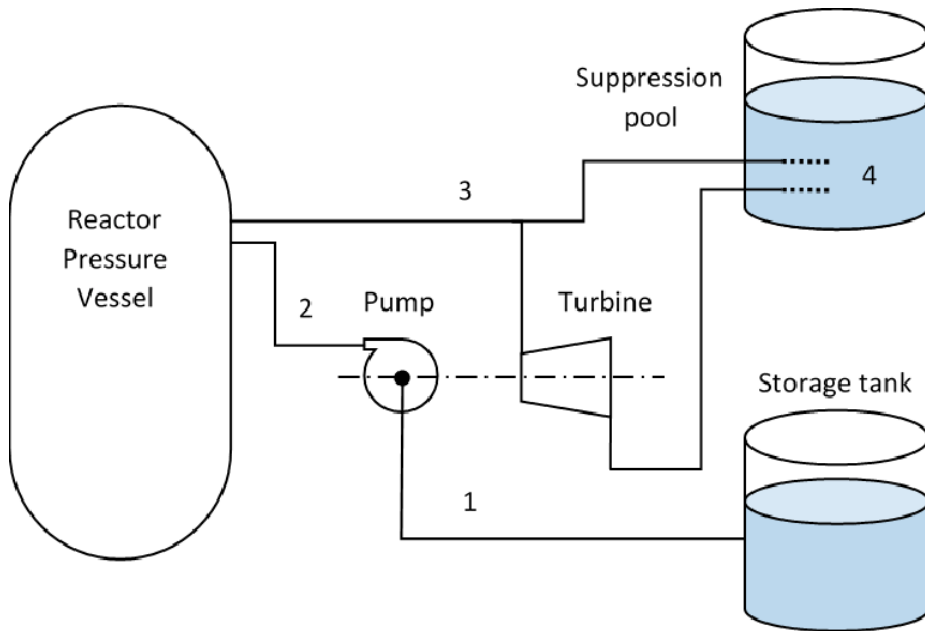 Suppression
pool
4
3
Reactor
Pressure
Vessel
2
Pump
Turbine
Storage tank
1